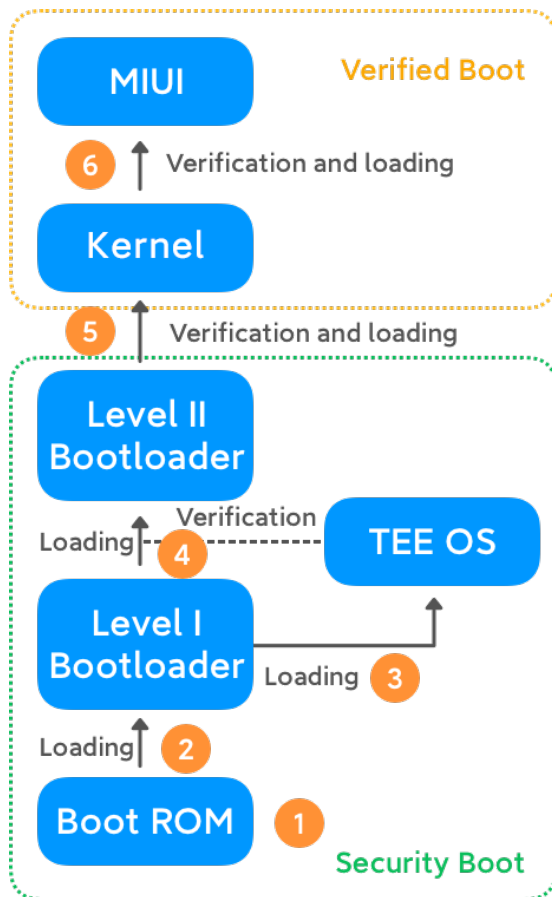 Verified Boot
MIUI
6
Verification and loading
Kernel
5
Verification and loading
Level II
Bootloader
Verification
Loading
4
TEE OS
Level I
Bootloader
Loading
3
Loading
2
Boot ROM
1
Security Boot